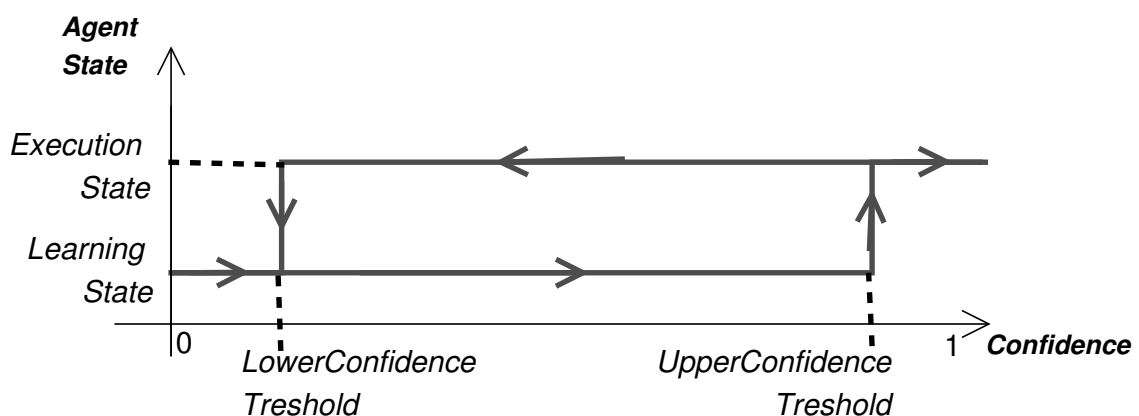 Agent
State
Execution
State
Learning
State
0
1
Confidence
LowerConfidence
Treshold
UpperConfidence
Treshold